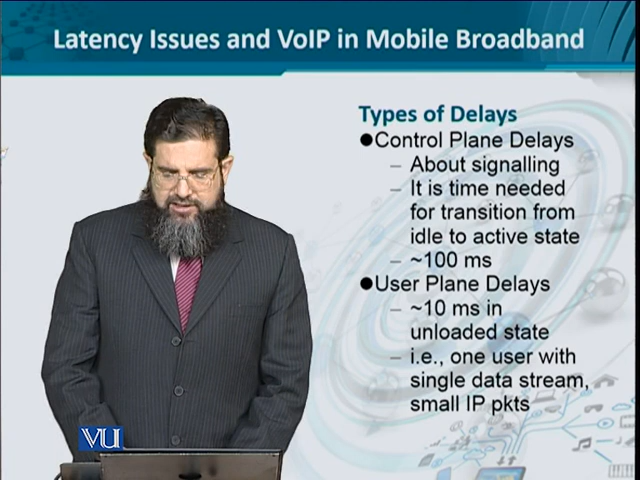 Latency Issues and VoIP in Mobile Broadband
Types of Delays
●Control Plane Delays
– About signalling
– It is time needed
for transition from
idle to active state
– ~100 ms
●User Plane Delays
– ~10 ms in
unloaded state
– i.e., one user with
single data stream,
small IP pkts
VU